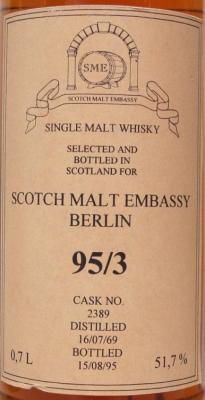 SME
SCOTCH MALT EMBASSY
SINGLE MALT WHISKY
SELECTED AND
BOTTLED IN
SCOTLAND FOR
SCOTCH MALT EMBASSY
BERLIN
95/3
CASK NO.
2389
DISTILLED
16/07/69
BOTTLED
0,7 L 15/08/95 51,7%